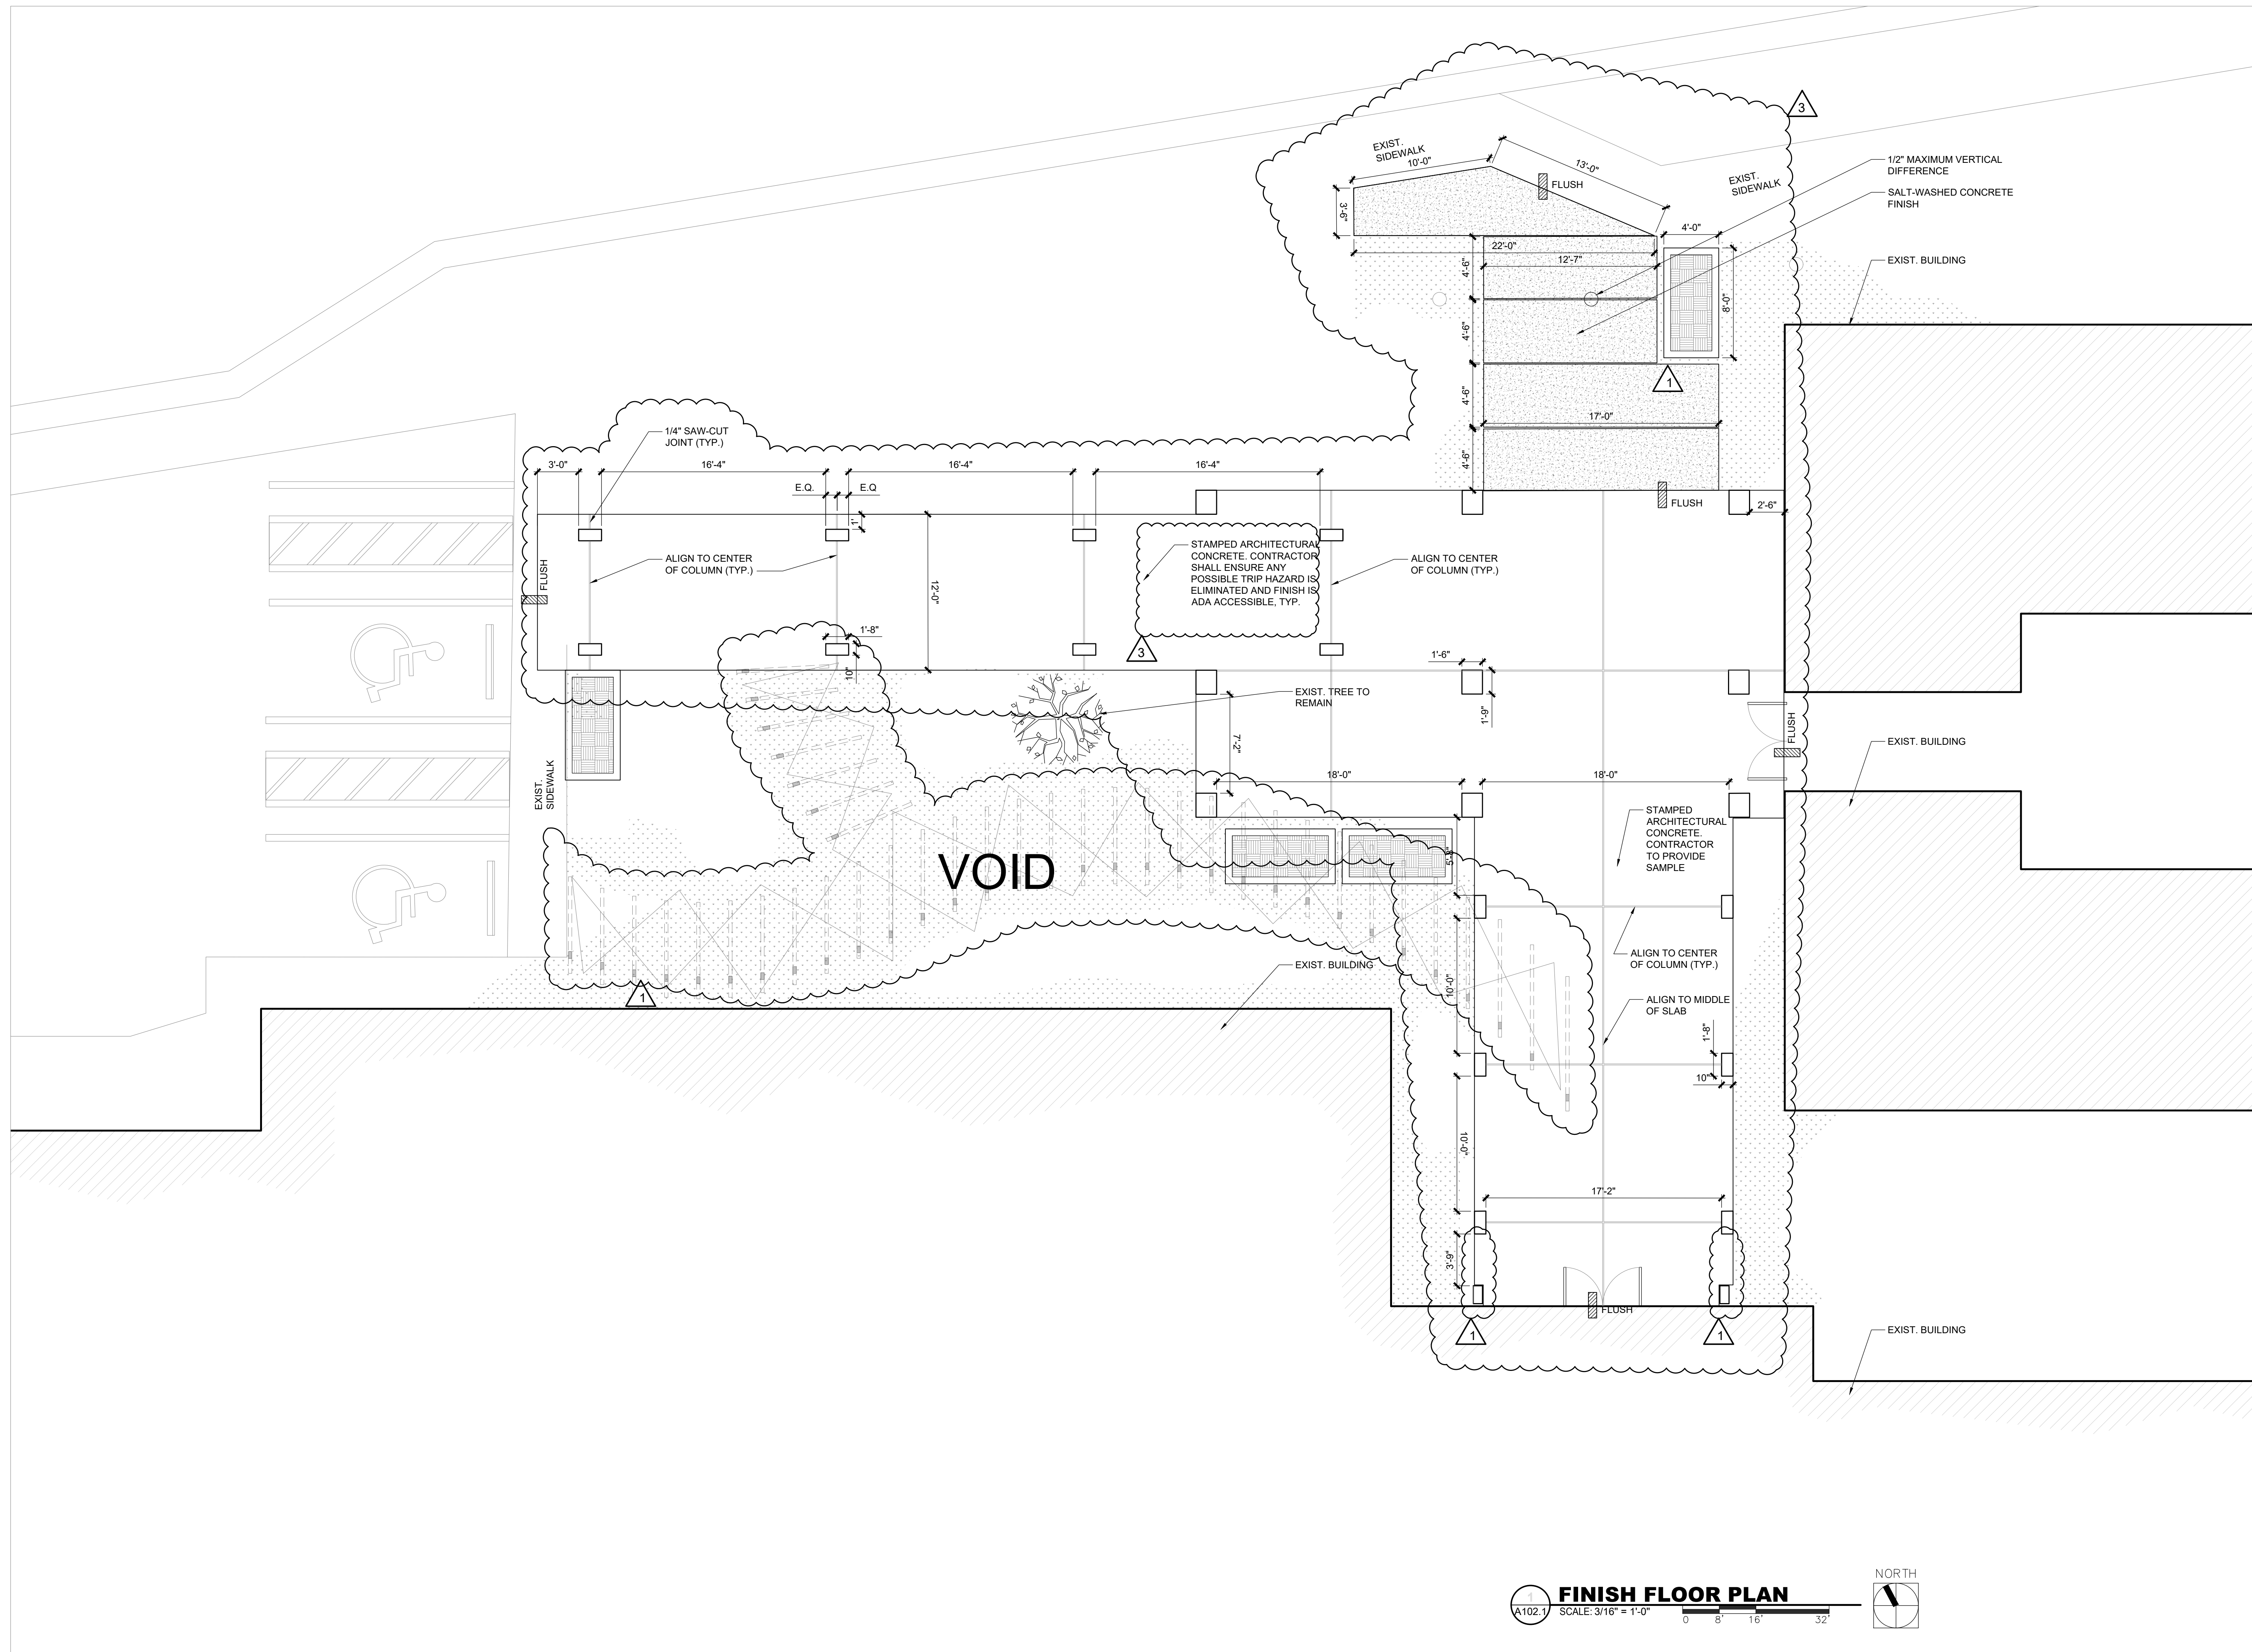 3
EXIST.
SIDEWALK
10'-0"
13'-0"
FLUSH
3'-6"
EXIST.
SIDEWALK
1/2" MAXIMUM VERTICAL
DIFFERENCE
SALT-WASHED CONCRETE
FINISH
4'-0"
22'-0"
12'-7"
4'-6"
EXIST. BUILDING
8'-0"
4'-6"
1
4'-6"
17'-0"
4'-6"
1/4" SAW-CUT
JOINT (TYP.)
3'-0"
16'-4"
16'-4"
16'-4"
E.Q.
E.Q
1'
FLUSH
2'-6"
FLUSH
ALIGN TO CENTER
OF COLUMN (TYP.)
12'-0"
STAMPED ARCHITECTURAL
CONCRETE. CONTRACTOR
SHALL ENSURE ANY
POSSIBLE TRIP HAZARD IS
ELIMINATED AND FINISH IS
ADA ACCESSIBLE, TYP.
ALIGN TO CENTER
OF COLUMN (TYP.)
1'-8"
10"
3
1'-6"
1'-9"
EXIST. TREE TO
REMAIN
7'-2"
FLUSH
EXIST. BUILDING
18'-0"
18'-0"
EXIST.
SIDEWALK
STAMPED
ARCHITECTURAL
CONCRETE.
CONTRACTOR
TO PROVIDE
SAMPLE
VOID
5'-8"
ALIGN TO CENTER
OF COLUMN (TYP.)
EXIST. BUILDING
10'-0"
1
ALIGN TO MIDDLE
OF SLAB
1'-8"
10"
10'-0"
17'-2"
3'-9"
FLUSH
1
1
EXIST. BUILDING
NORTH
1
A102.1
FINISH FLOOR PLAN
SCALE: 3/16" = 1'-0"
0 8' 16' 32'